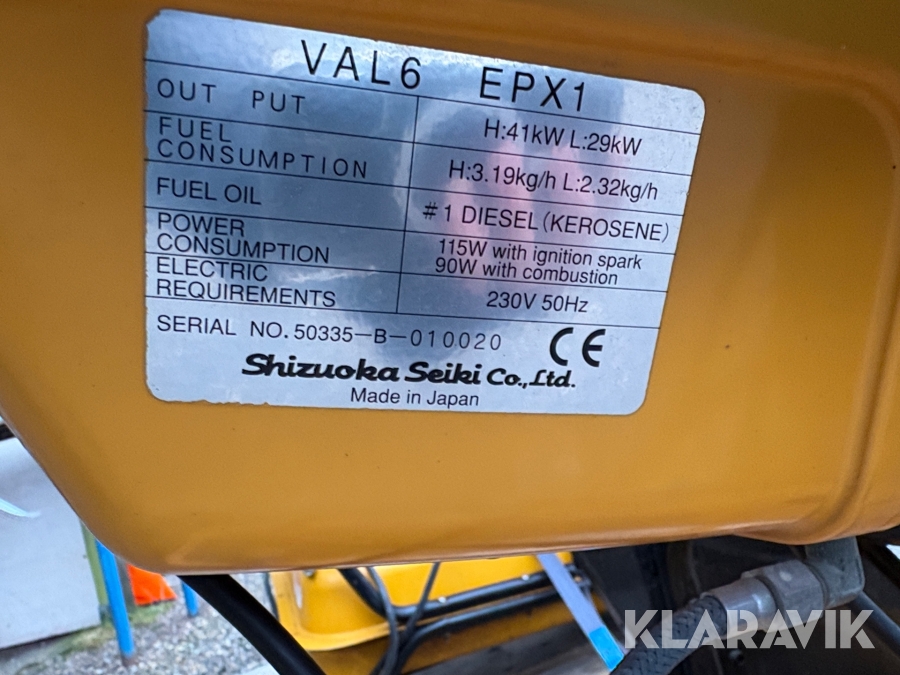 VAL6 EPX1
OUT PUT H:41kW L:29kW
FUEL
CONSUMPTION H:3.19kg/h L:2.32kg/h
FUEL OIL #1 DIESEL (KEROSENE)
POWER
CONSUMPTION 115W with ignition spark
90W with combustion
ELECTRIC
REQUIREMENTS 230V 50Hz
SERIAL NO. 50335-B-010020 CE
Shizuoka Seiki Co.,Ltd.
Made in Japan
KLARAVIK